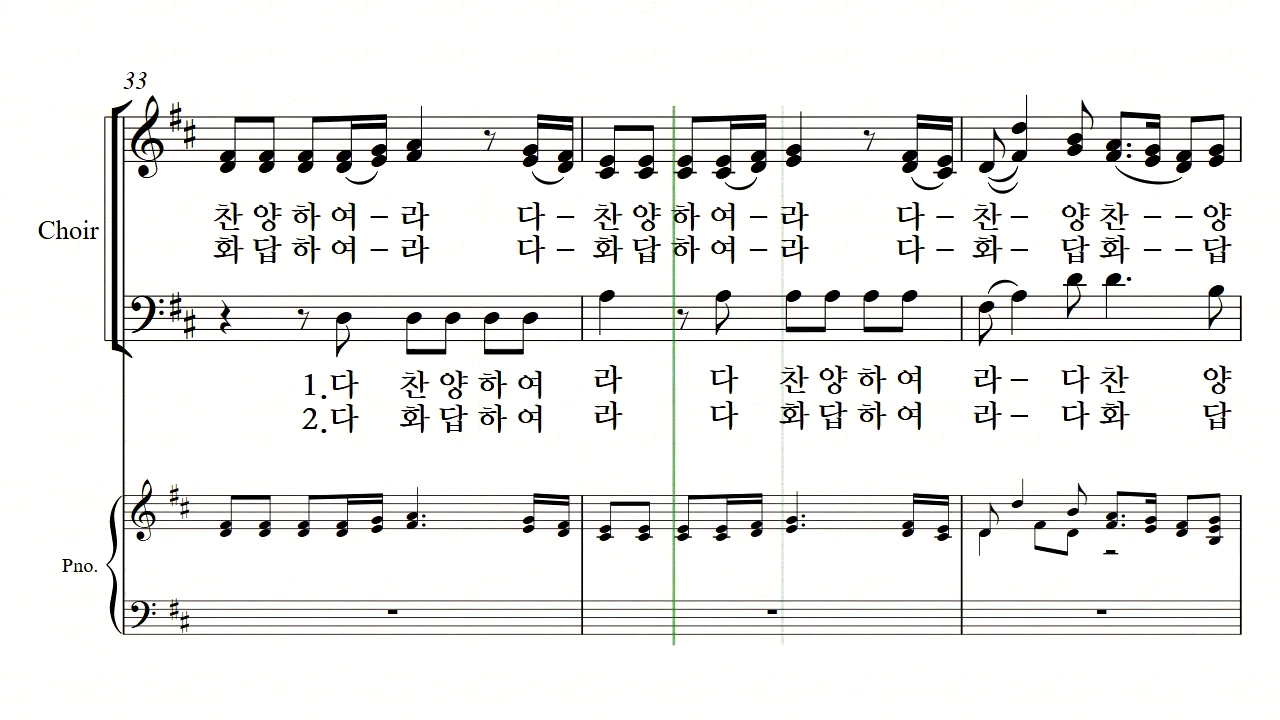 33
Choir
찬 양 하 여 – 라 다 – 찬 양 하 여 – 라 다 – 찬 – 양 찬 – – 양
화 답 하 여 – 라 다 – 화 답 하 여 – 라 다 – 화 – 답 화 – – 답
1.다 찬 양 하 여 라 다 찬 양 하 여 라 – 다 찬 양
2.다 화 답 하 여 라 다 화 답 하 여 라 – 다 화 답
Pno.